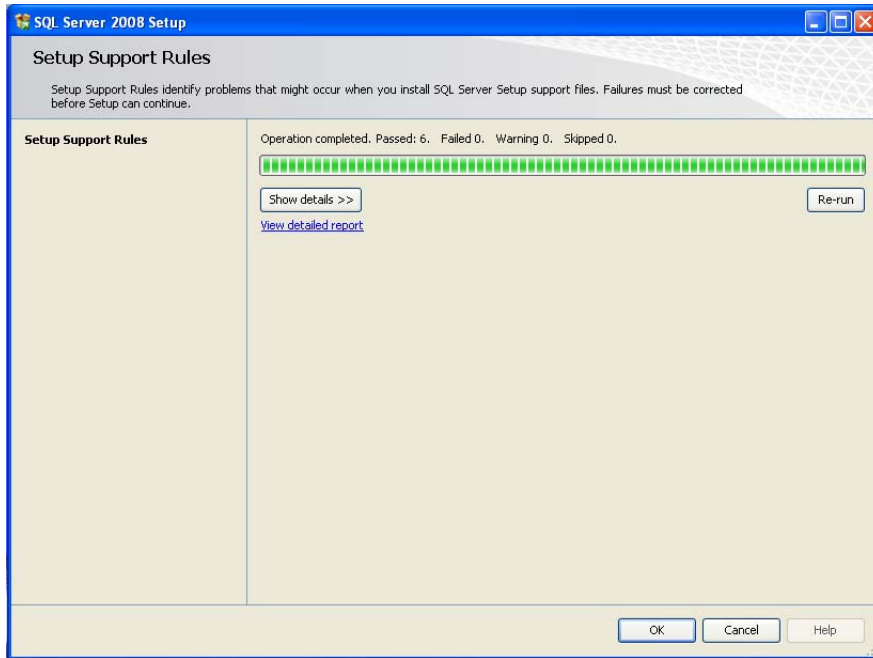 SQL Server 2008 Setup
Setup Support Rules
Setup Support Rules identify problems that might occur when you install SQL Server Setup support files. Failures must be corrected
before Setup can continue.
Setup Support Rules
Operation completed. Passed: 6. Failed 0. Warning 0. Skipped 0.
Show details >>
Re-run
View detailed report
OK
Cancel
Help